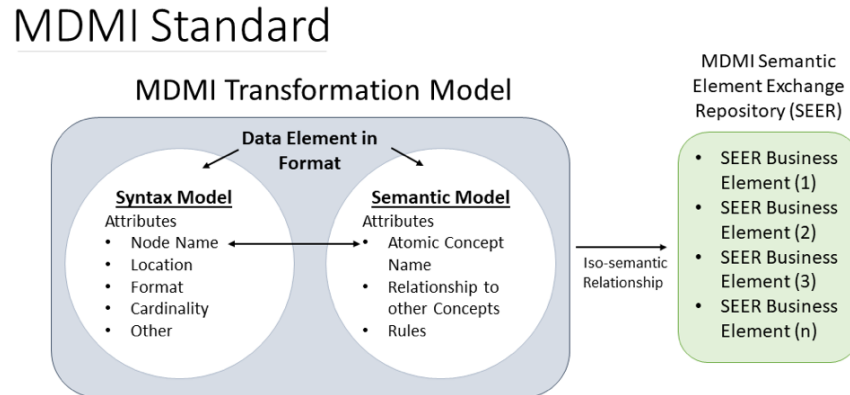 MDMI Standard
MDMI Transformation Model
Data Element in
Format
Syntax Model
Attributes
• Node Name
• Location
• Format
• Cardinality
• Other
Semantic Model
Attributes
• Atomic Concept
Name
• Relationship to
other Concepts
• Rules
Iso-semantic
Relationship
MDMI Semantic
Element Exchange
Repository (SEER)
• SEER Business
Element (1)
• SEER Business
Element (2)
• SEER Business
Element (3)
• SEER Business
Element (n)